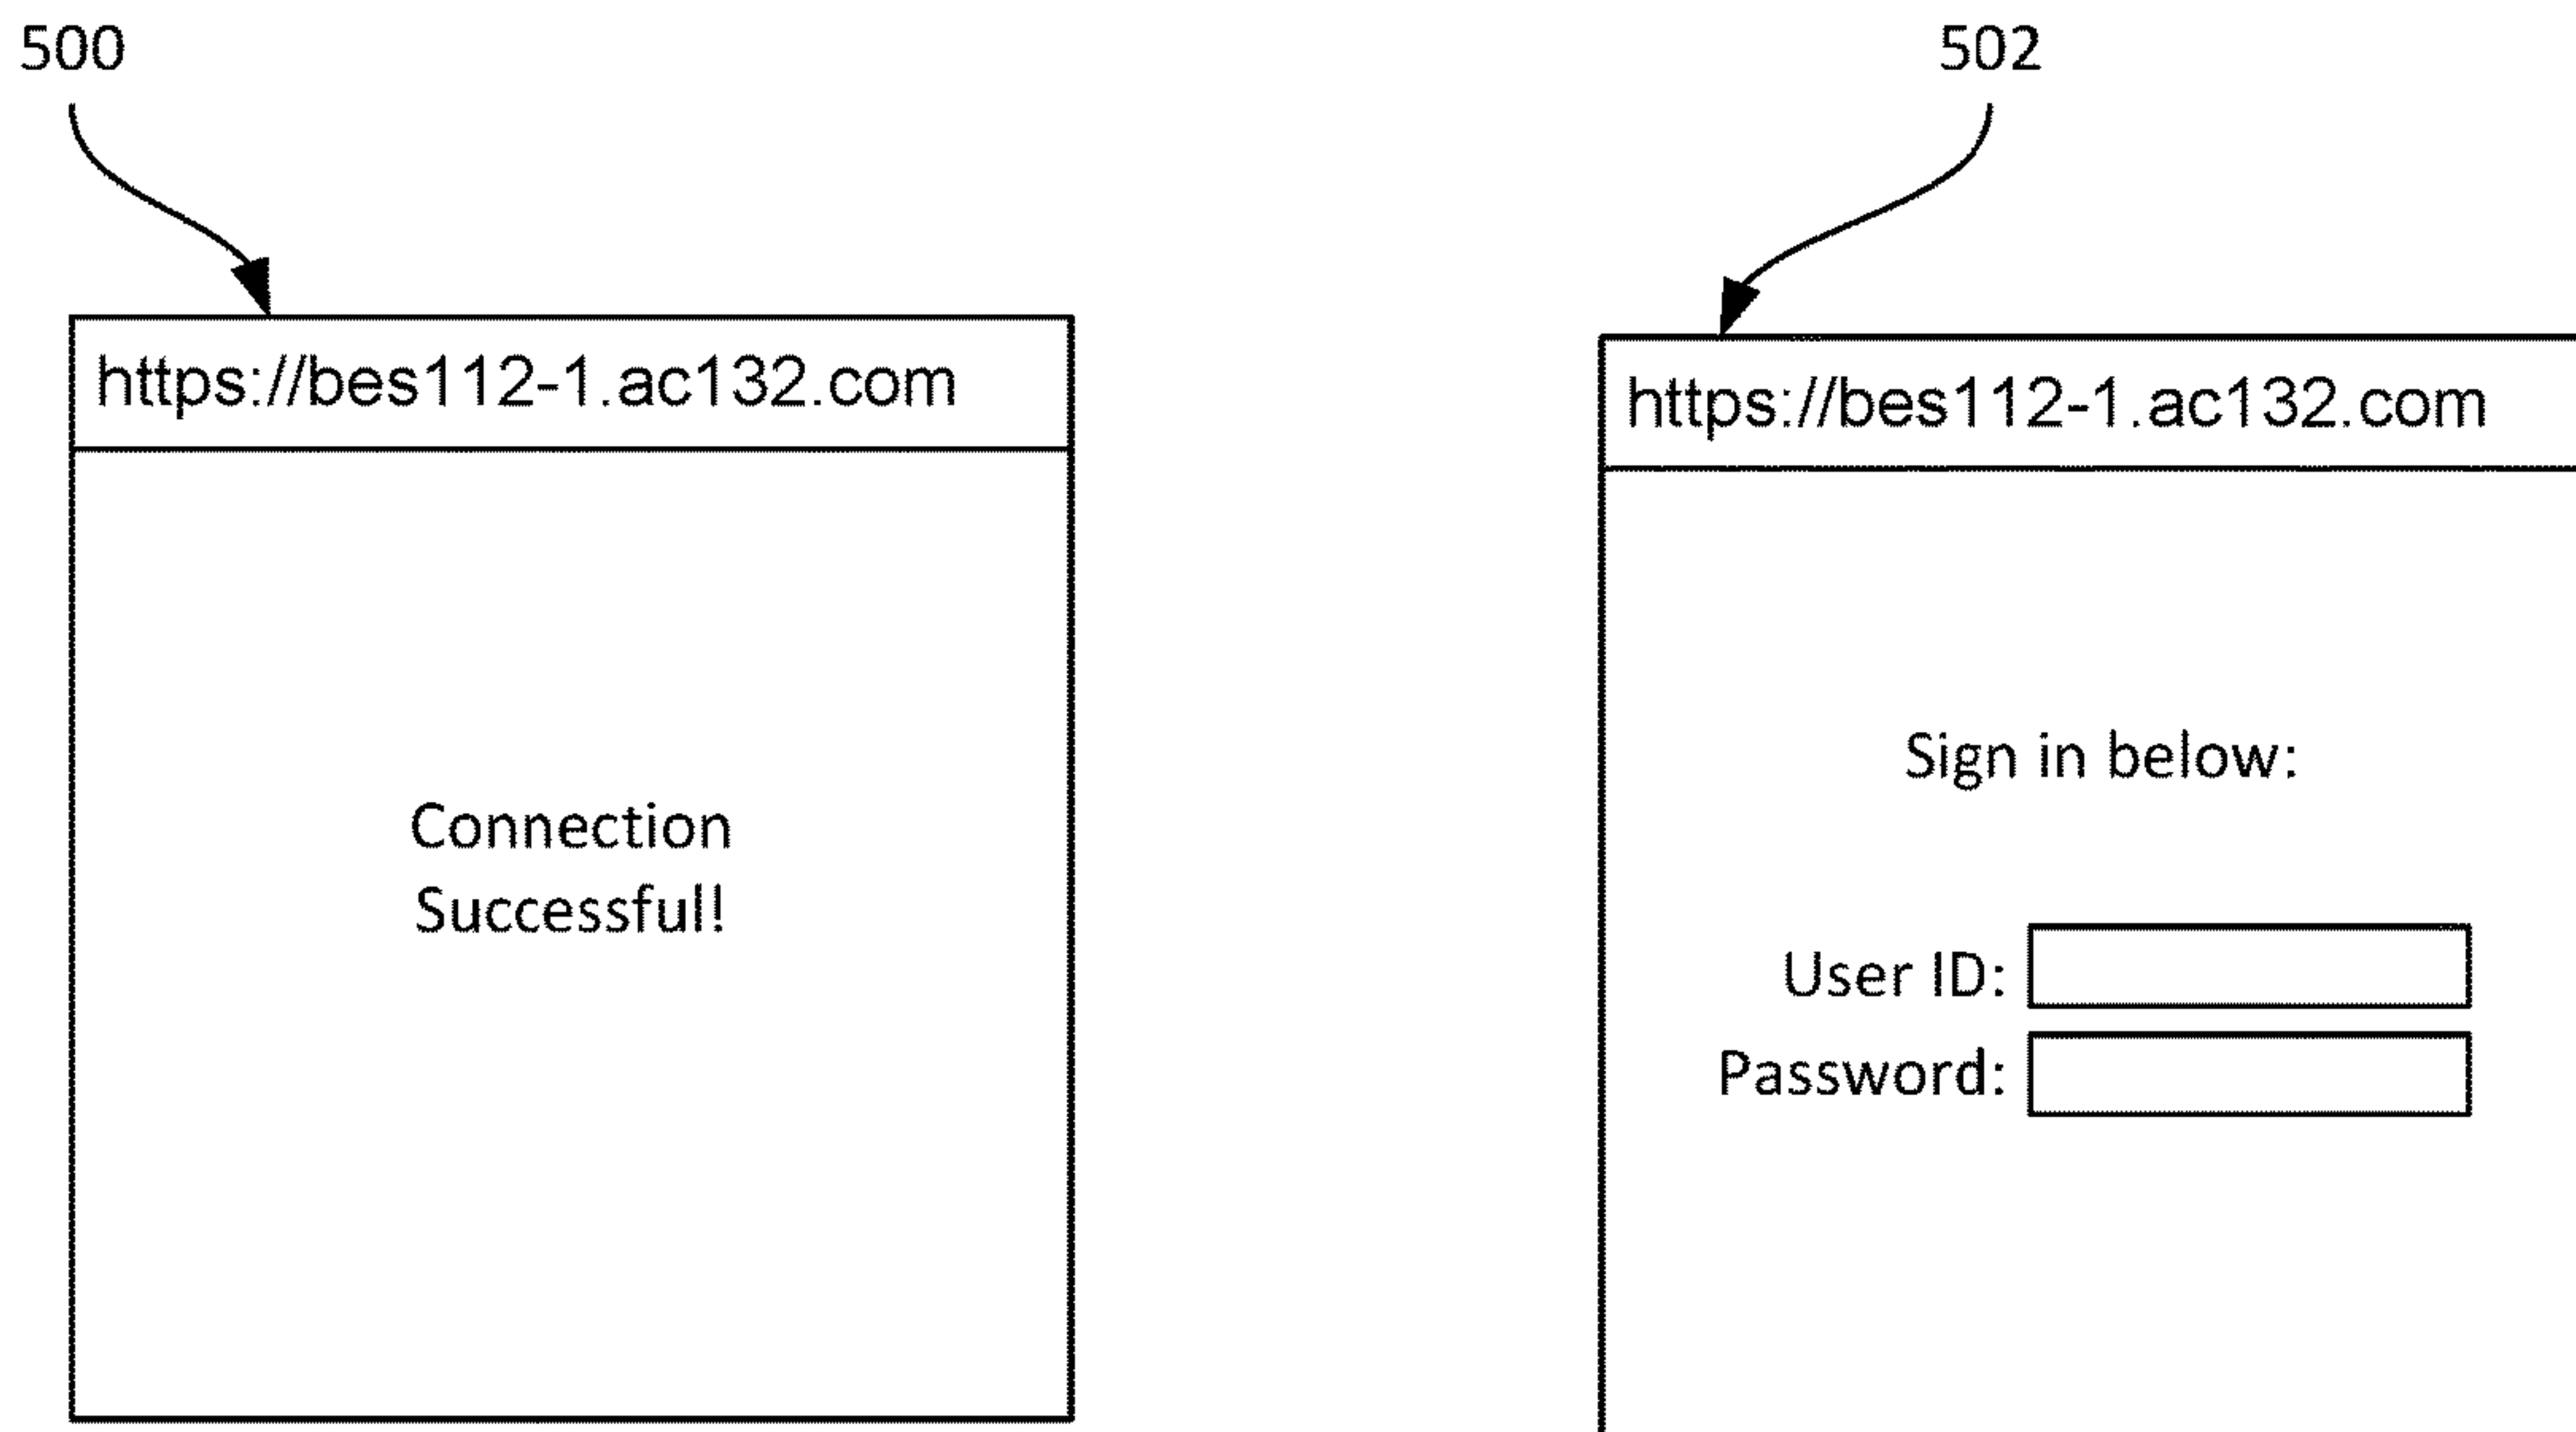 500
https://bes112-1.ac132.com
Connection
Successful!
502
https://bes112-1.ac132.com
Sign in below:
User ID:
Password: